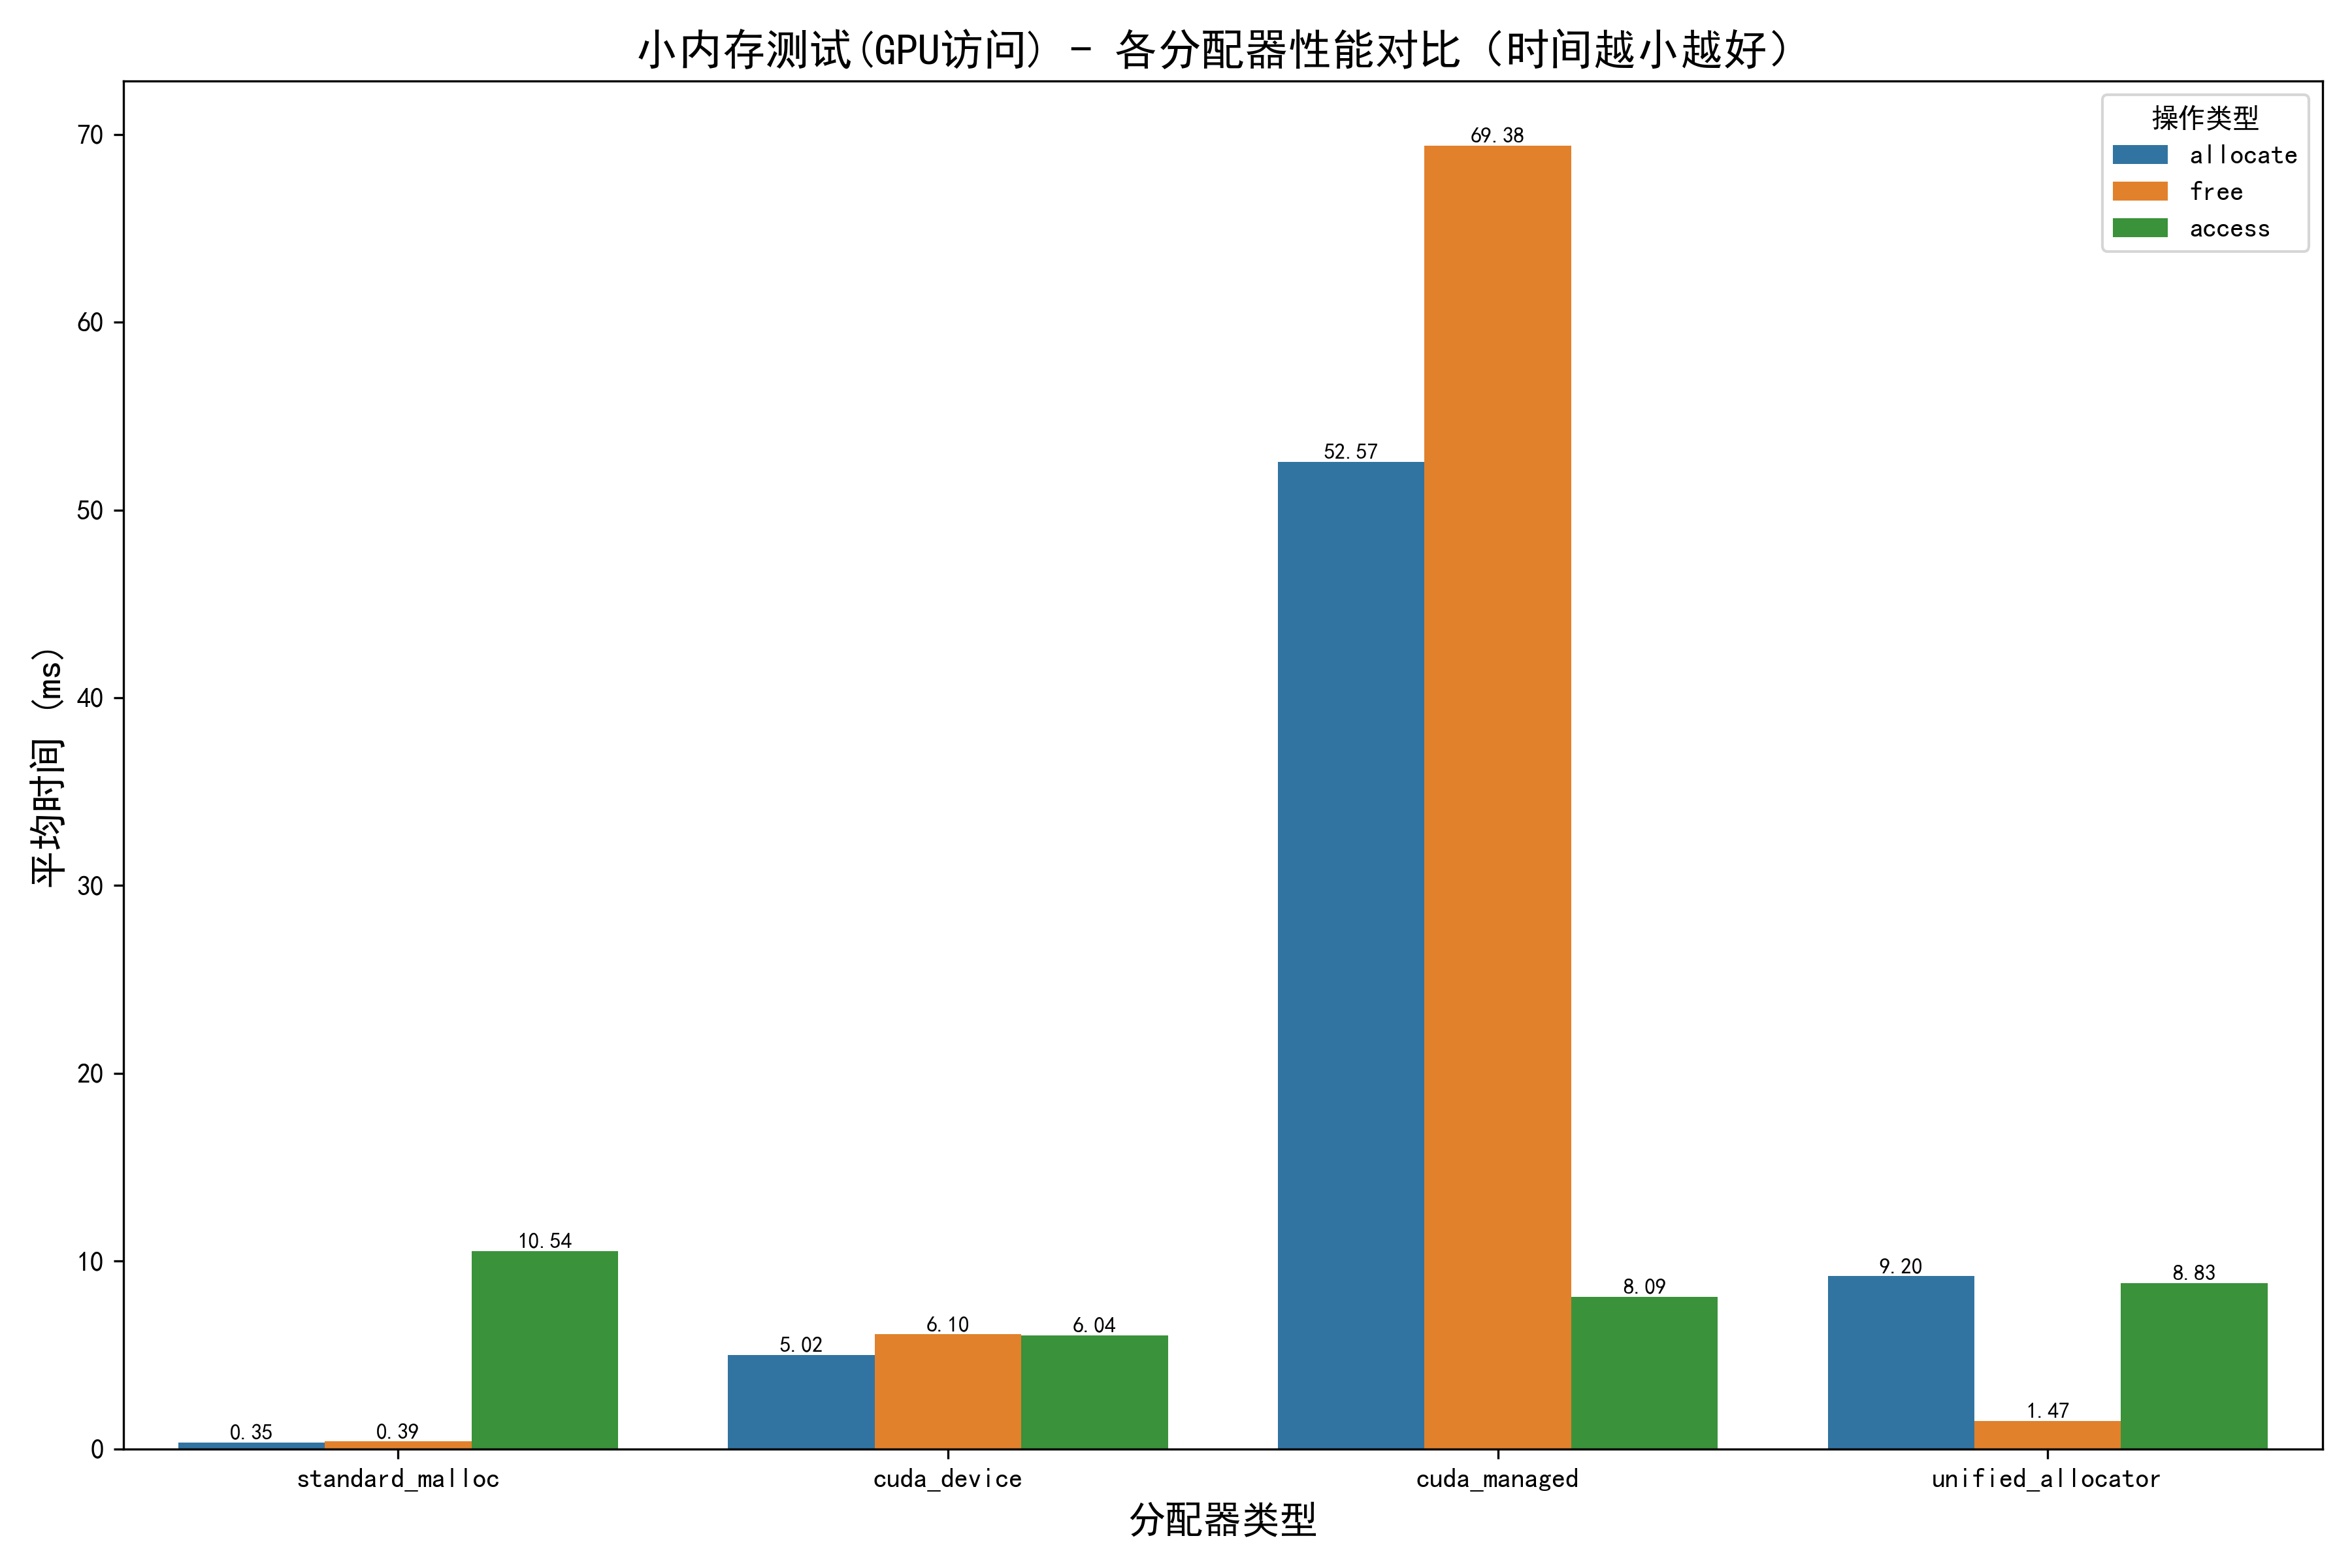 小内存测试(GPU访问) - 各分配器性能对比 (时间越小越好)
操作类型
allocate
free
access
平均时间 (ms)
70
60
50
40
30
20
10
0
0.35
0.39
10.54
5.02
6.10
6.04
52.57
69.38
8.09
9.20
1.47
8.83
standard_malloc
cuda_device
cuda_managed
unified_allocator
分配器类型